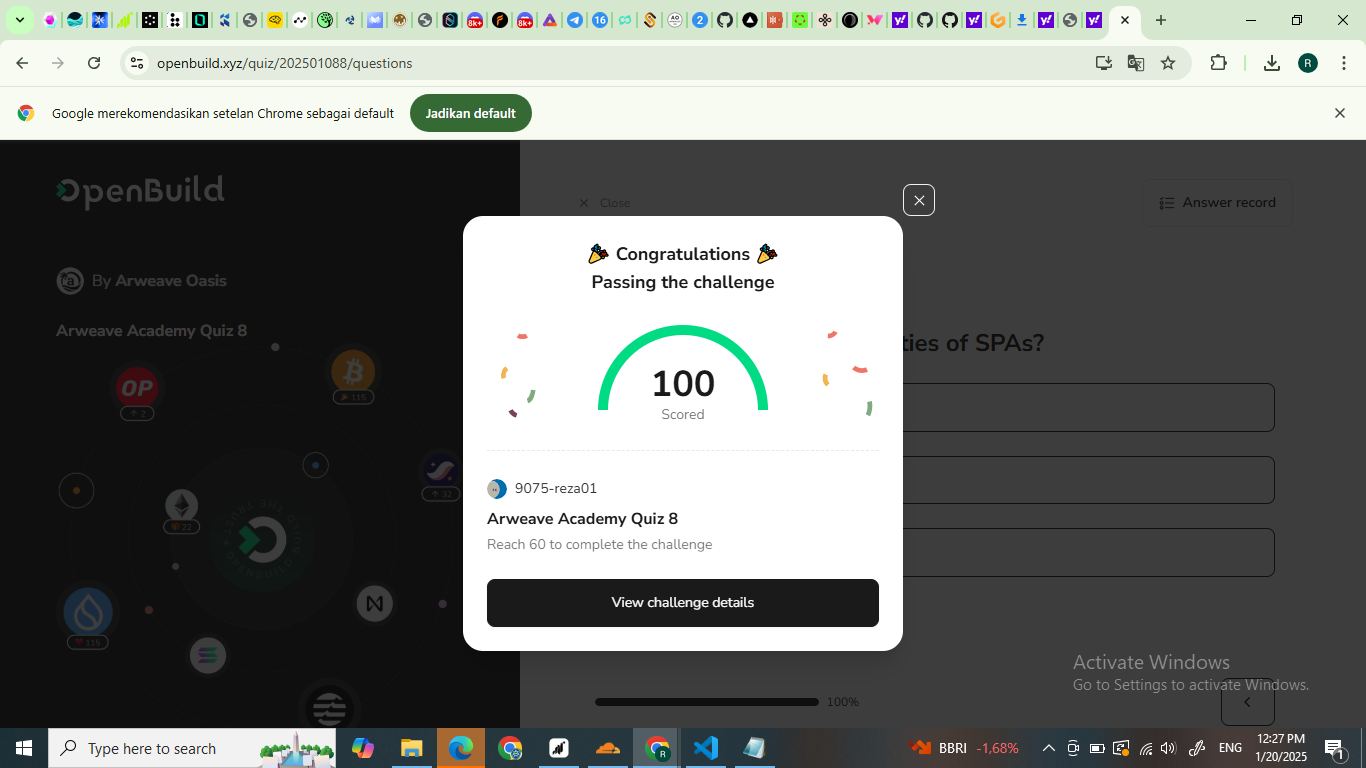 8k+
8k+
16
2
openbuild.xyz/quiz/202501088/questions
R
Google merekomendasikan setelan Chrome sebagai default
Jadikan default
OpenBuild
Close
Answer record
By Arweave Oasis
Arweave Academy Quiz 8
ties of SPAs?
🎉 Congratulations 🎉
Passing the challenge
100
Scored
9075-reza01
Arweave Academy Quiz 8
Reach 60 to complete the challenge
View challenge details
OP
2
115
32
22
115
100%
Activate Windows
Go to Settings to activate Windows.
Type here to search
R
BBRI -1,68%
ENG
12:27 PM
1/20/2025
1